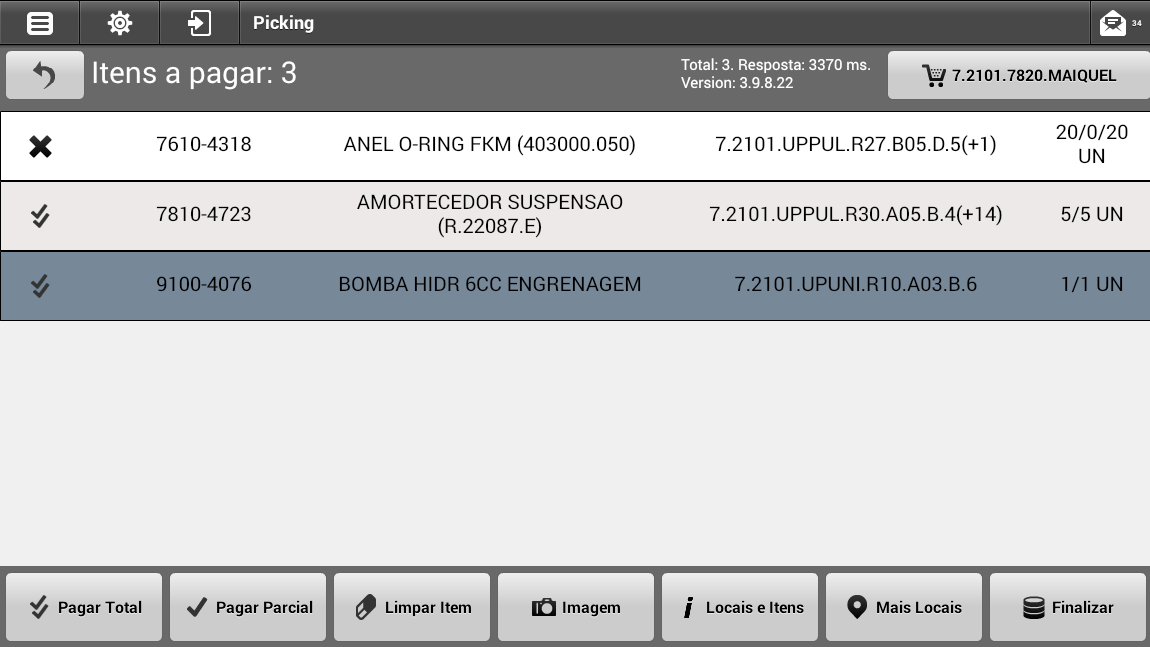 Picking
34
Itens a pagar: 3
Total: 3. Resposta: 3370 ms.
Version: 3.9.8.22
7.2101.7820.MAIQUEL
7610-4318 ANEL O-RING FKM (403000.050) 7.2101.UPPUL.R27.B05.D.5(+1) 20/0/20
UN
7810-4723 AMORTECEDOR SUSPENSAO
(R.22087.E) 7.2101.UPPUL.R30.A05.B.4(+14) 5/5 UN
9100-4076 BOMBA HIDR 6CC ENGRENAGEM 7.2101.UPUNI.R10.A03.B.6 1/1 UN
Pagar Total Pagar Parcial Limpar Item Imagem Locais e Itens Mais Locais Finalizar